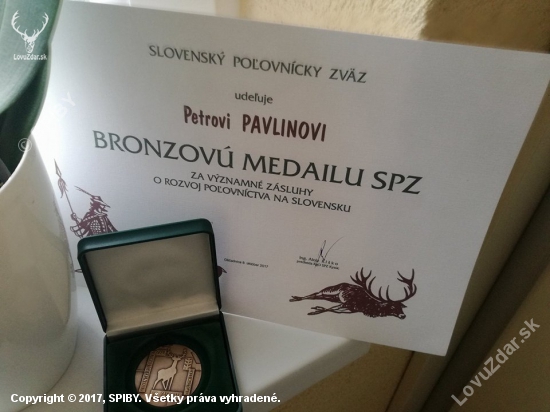 LovuZdar.sk
SLOVENSKÝ POĽOVNÍCKY ZVÄZ
udeľuje
Petrovi PAVLINOVI
BRONZOVÚ MEDAILU SPZ
ZA VÝZNAMNÉ ZÁSLUHY
O ROZVOJ POĽOVNÍCTVA NA SLOVENSKU
LovuZdar.sk
Copyright © 2017, SPIBY. Všetky práva vyhradené.